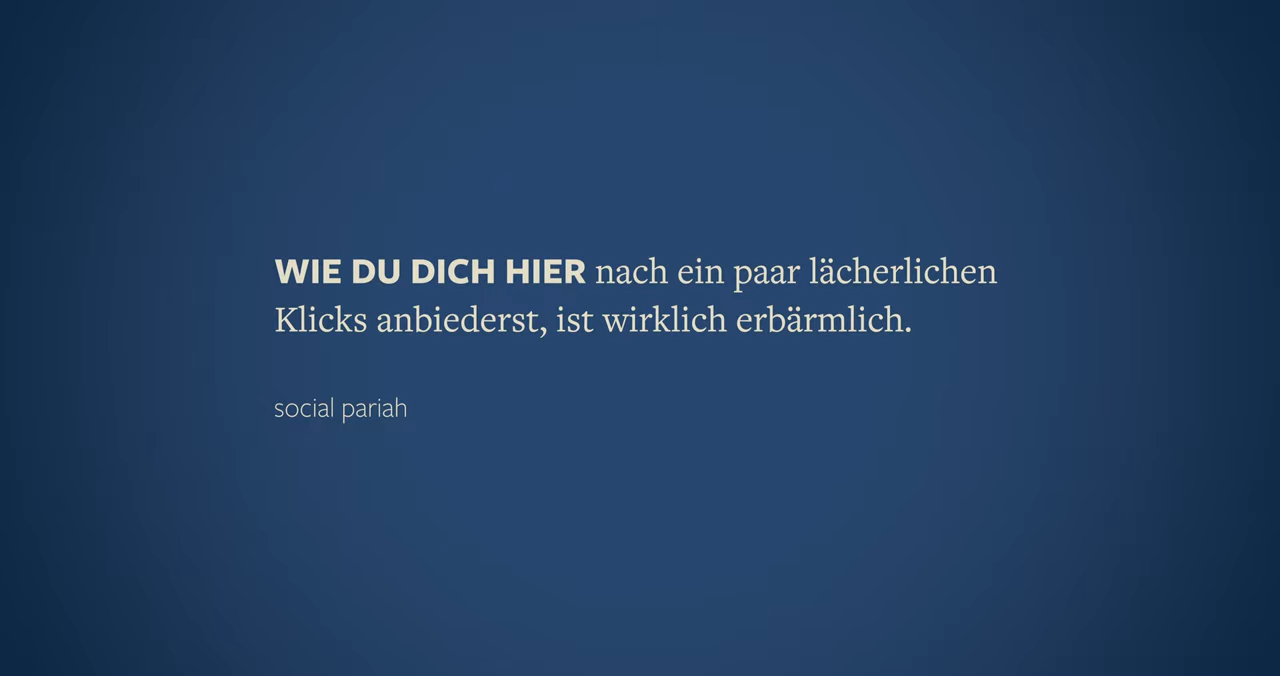 WIE DU DICH HIER nach ein paar lächerlichen
Klicks anbiederst, ist wirklich erbärmlich.
social pariah